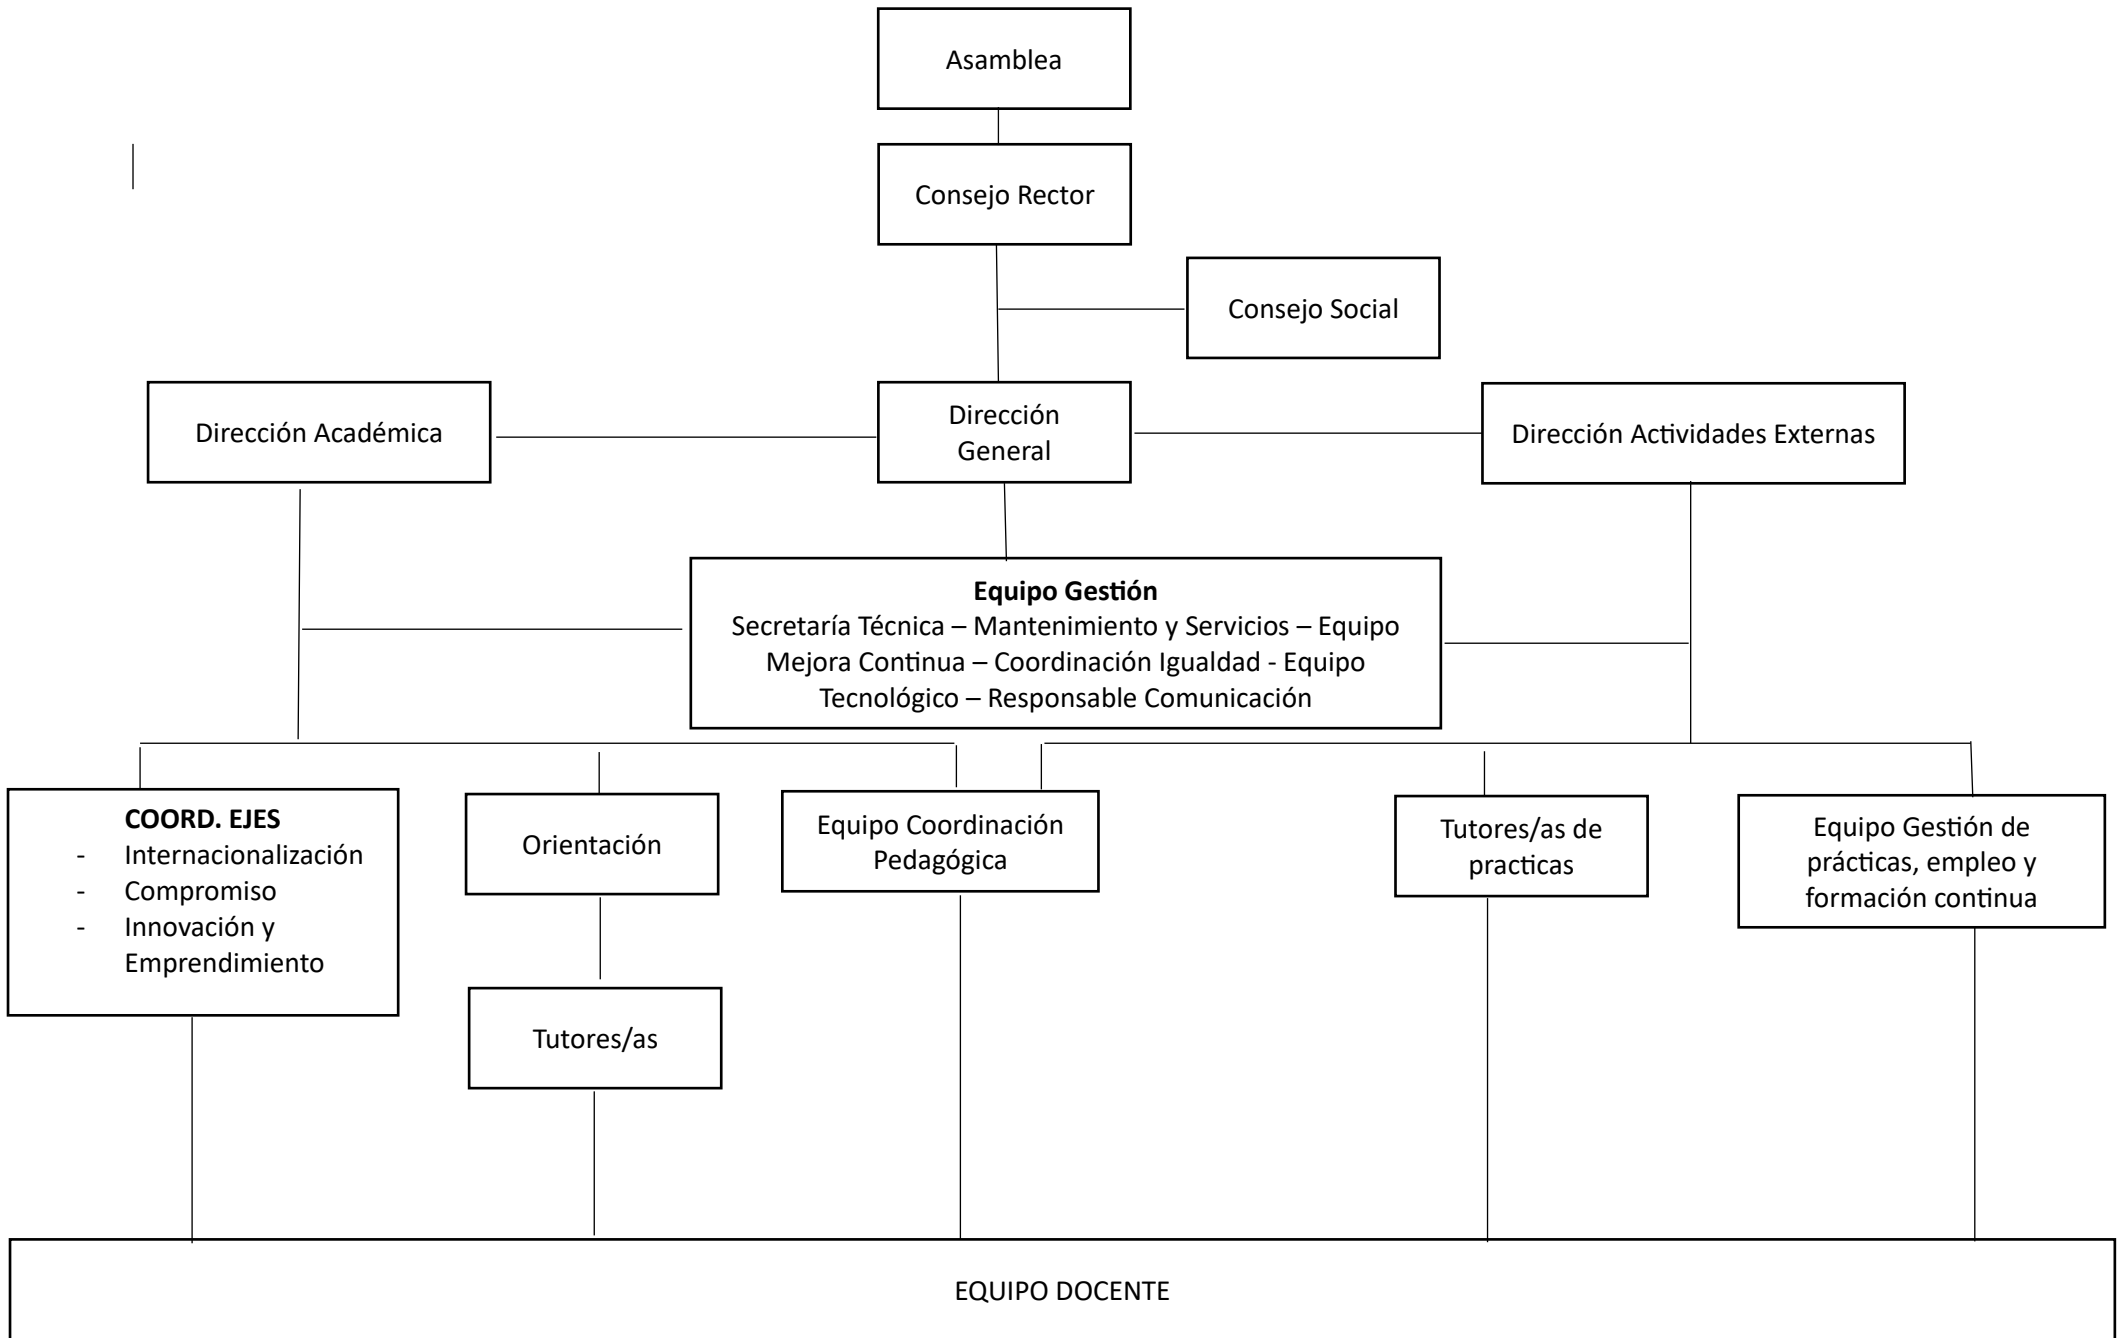 Asamblea
Consejo Rector
Consejo Social
Dirección Académica
Dirección
General
Dirección Actividades Externas
Equipo Gestión
Secretaría Técnica – Mantenimiento y Servicios – Equipo
Mejora Continua – Coordinación Igualdad - Equipo
Tecnológico – Responsable Comunicación
COORD. EJES
- Internacionalización
- Compromiso
- Innovación y
Emprendimiento
Orientación
Equipo Coordinación
Pedagógica
Tutores/as de
practicas
Equipo Gestión de
prácticas, empleo y
formación continua
Tutores/as
EQUIPO DOCENTE